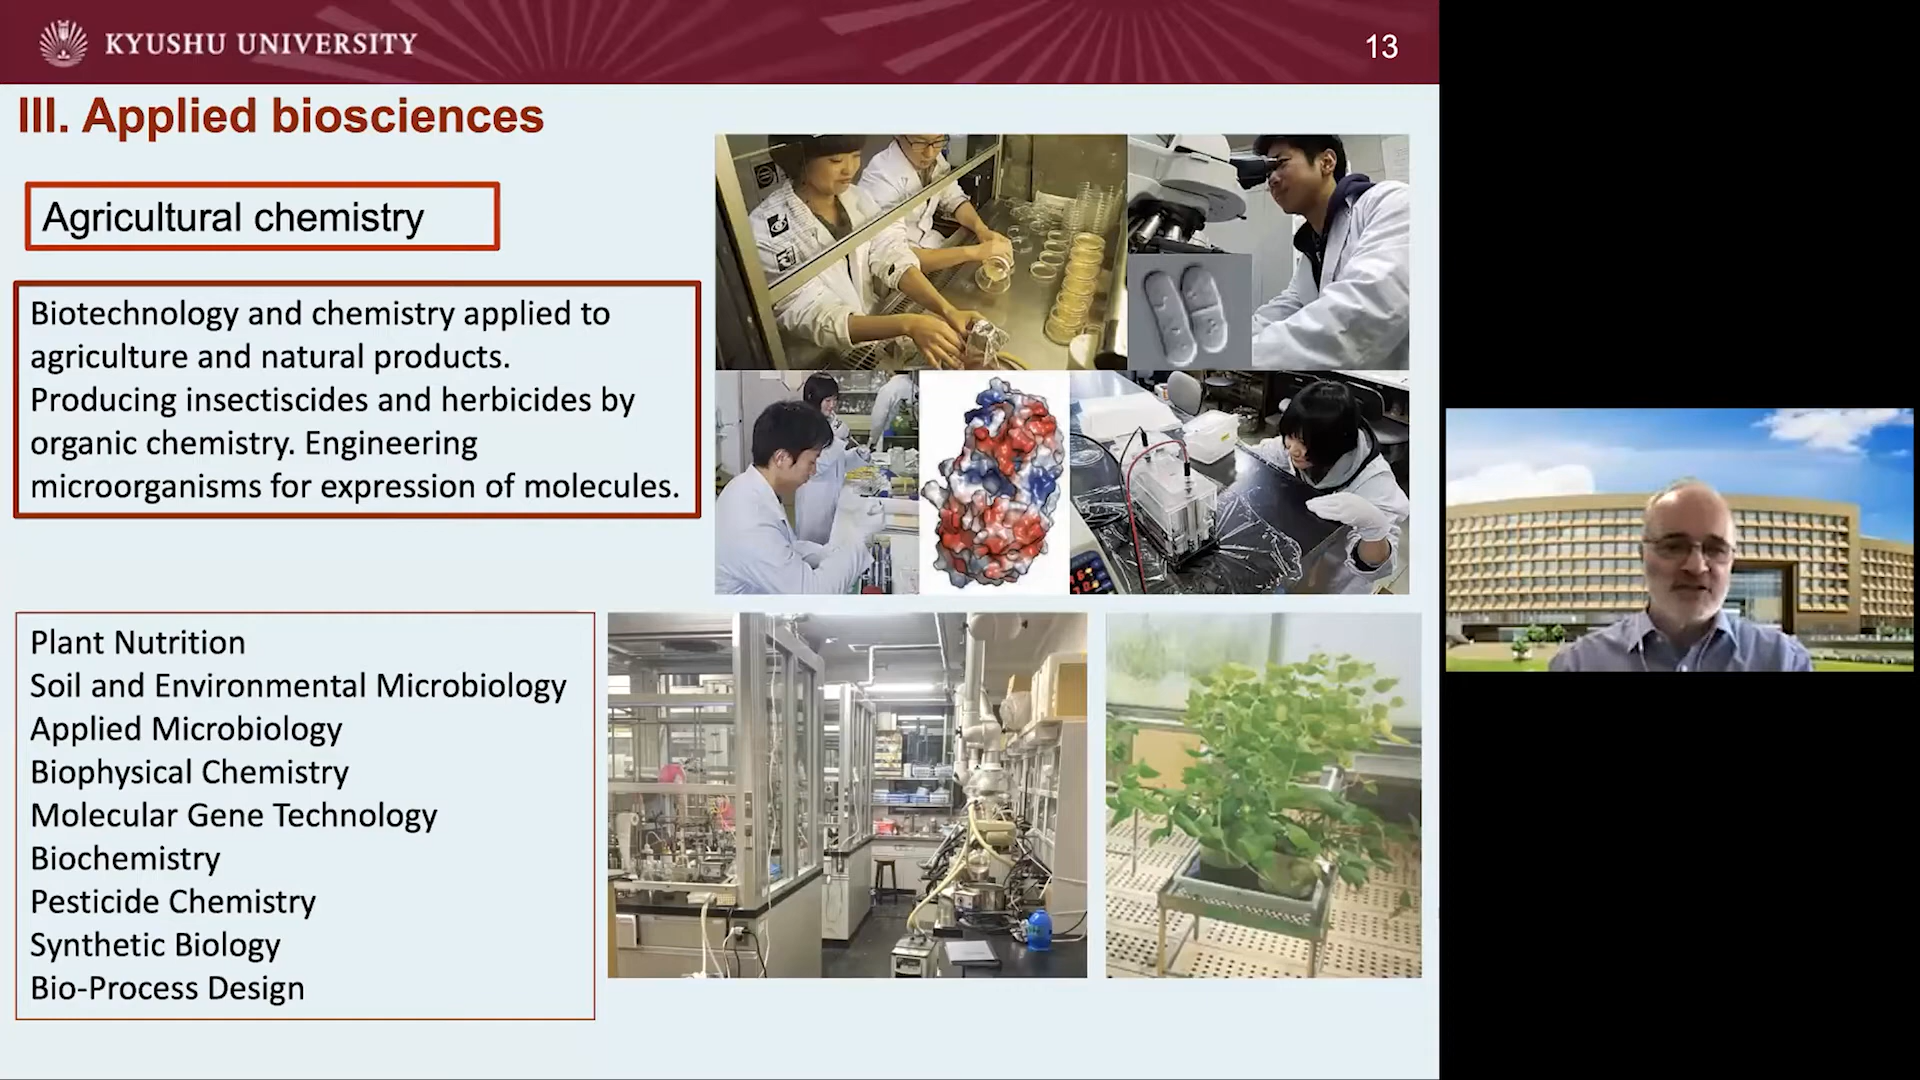 KYUSHU UNIVERSITY
13
III. Applied biosciences
Agricultural chemistry
Biotechnology and chemistry applied to
agriculture and natural products.
Producing insectiscides and herbicides by
organic chemistry. Engineering
microorganisms for expression of molecules.
Plant Nutrition
Soil and Environmental Microbiology
Applied Microbiology
Biophysical Chemistry
Molecular Gene Technology
Biochemistry
Pesticide Chemistry
Synthetic Biology
Bio-Process Design